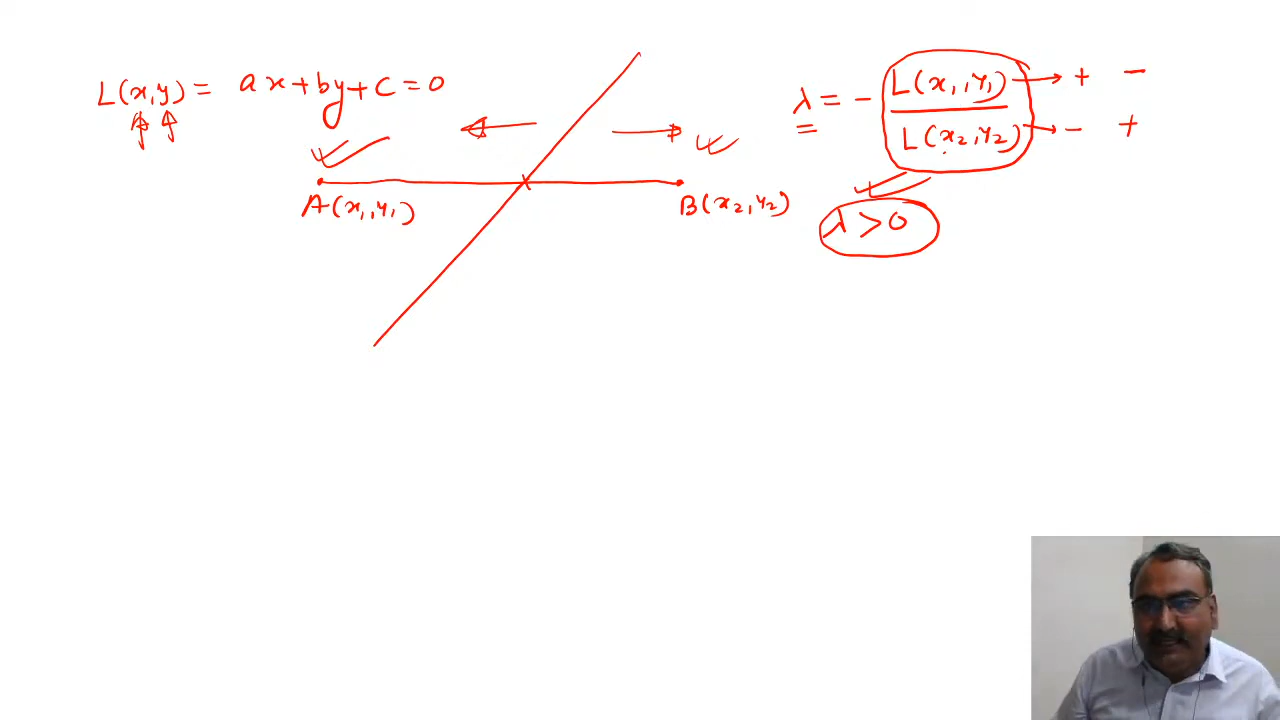 L(x,y) = ax+by+c=0
A(x₁,y₁)
B(x₂,y₂)
λ = - L(x₁,y₁) → + -
L(x₂,y₂) → - +
λ > 0